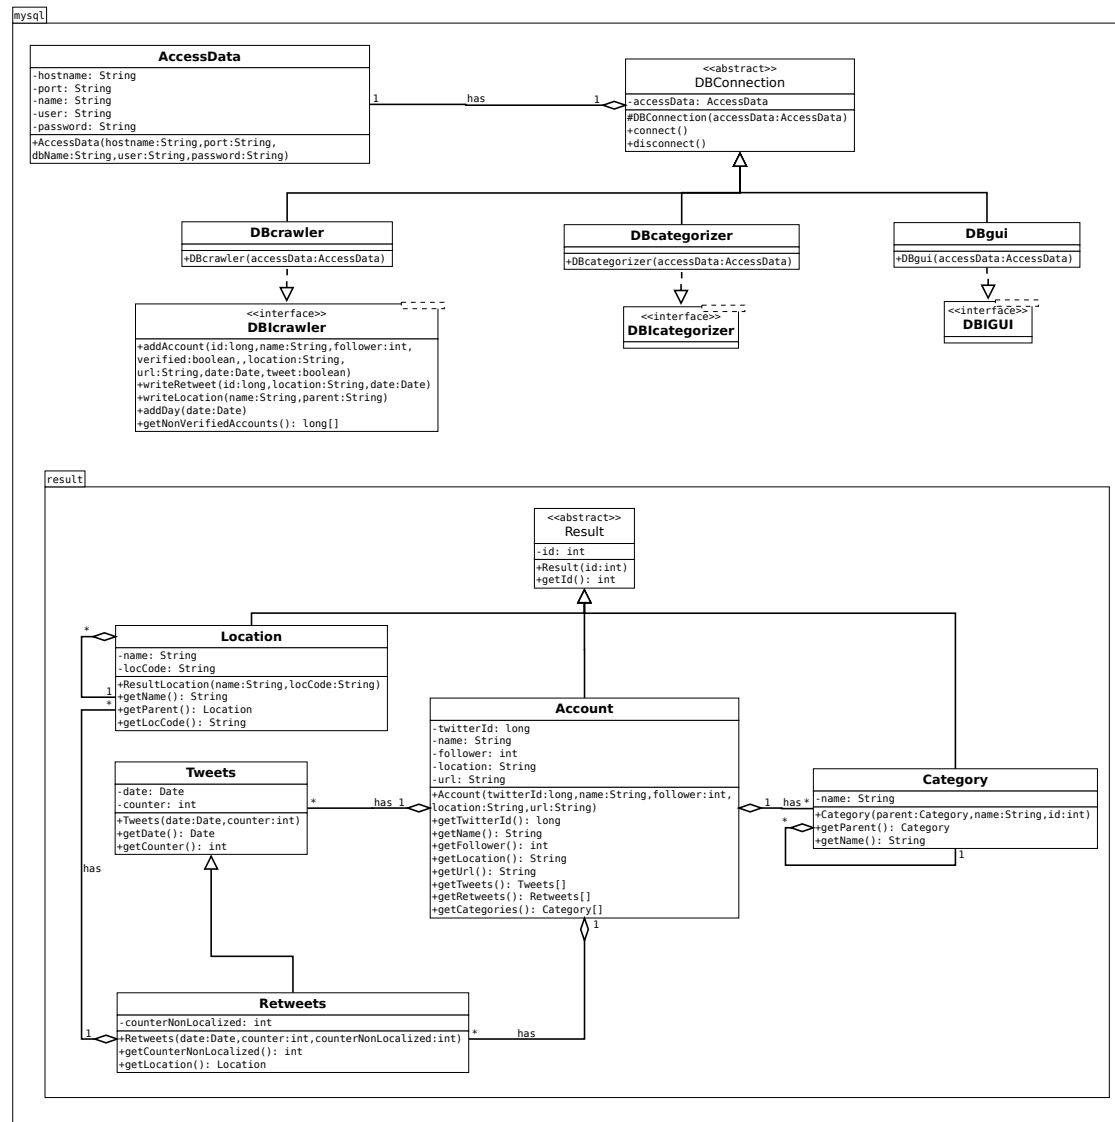 mysql
AccessData
-hostname: String
-port: String
-name: String
-user: String
-password: String
+AccessData(hostname:String,port:String,
dbName:String,user:String,password:String)
1
has
1
<<abstract>>
DBConnection
-accessData: AccessData
#DBConnection(accessData:AccessData)
+connect()
+disconnect()
DBcrawler
+DBcrawler(accessData:AccessData)
DBcategorizer
+DBcategorizer(accessData:AccessData)
DBgui
+DBgui(accessData:AccessData)
<<interface>>
DBIcrawler
+addAccount(id:long,name:String,follower:int,
verified:boolean,,location:String,
url:String,date:Date,tweet:boolean)
+writeRetweet(id:long,location:String,date:Date)
+writeLocation(name:String,parent:String)
+addDay(date:Date)
+getNonVerifiedAccounts(): long[]
<<interface>>
DBIcategorizer
<<interface>>
DBIGUI
result
<<abstract>>
Result
-id: int
+Result(id:int)
+getId(): int
*
1
*
Location
-name: String
-locCode: String
+ResultLocation(name:String,locCode:String)
+getName(): String
+getParent(): Location
+getLocCode(): String
Account
-twitterId: long
-name: String
-follower: int
-location: String
-url: String
+Account(twitterId:long,name:String,follower:int,
location:String,url:String)
+getTwitterId(): long
+getName(): String
+getFollower(): int
+getLocation(): String
+getUrl(): String
+getTweets(): Tweets[]
+getRetweets(): Retweets[]
+getCategories(): Category[]
Tweets
-date: Date
-counter: int
+Tweets(date:Date,counter:int)
+getDate(): Date
+getCounter(): int
*
has 1
1
has *
Category
-name: String
+Category(parent:Category,name:String,id:int)
+getParent(): Category
+getName(): String
*
1
has
1
Retweets
-counterNonLocalized: int
+Retweets(date:Date,counter:int,counterNonLocalized:int)
+getCounterNonLocalized(): int
+getLocation(): Location
1
*
has